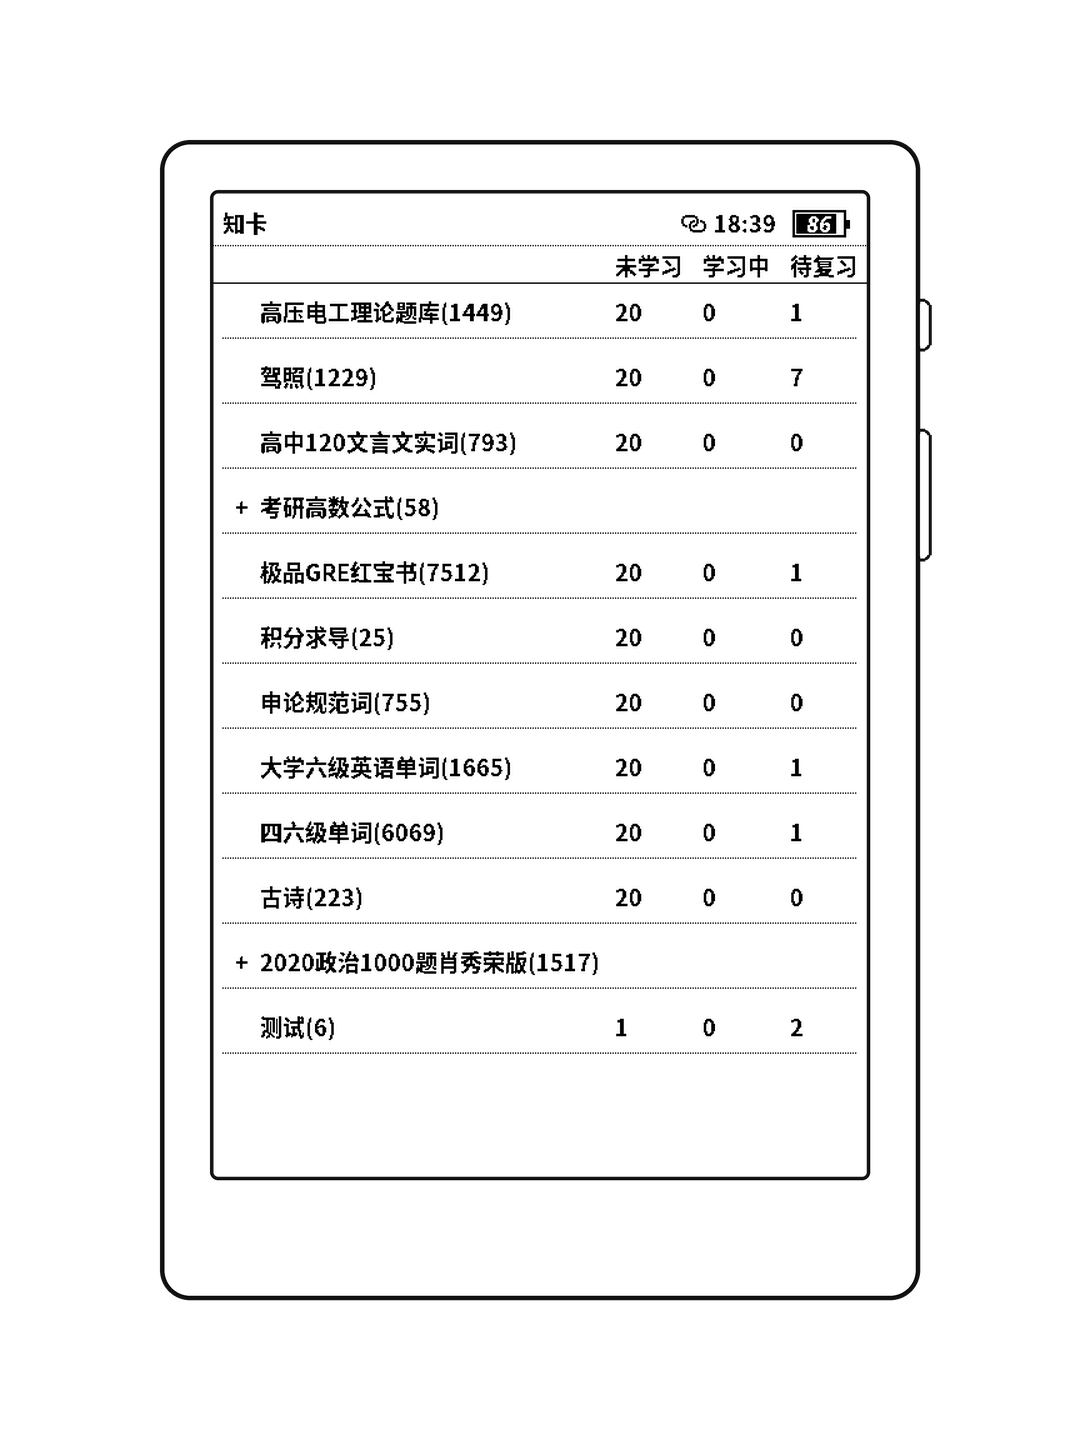 知卡 18:39 86
未学习 学习中 待复习
高压电工理论题库(1449) 20 0 1
驾照(1229) 20 0 7
高中120文言文实词(793) 20 0 0
+ 考研高数公式(58)
极品GRE红宝书(7512) 20 0 1
积分求导(25) 20 0 0
申论规范词(755) 20 0 0
大学六级英语单词(1665) 20 0 1
四六级单词(6069) 20 0 1
古诗(223) 20 0 0
+ 2020政治1000题肖秀荣版(1517)
测试(6) 1 0 2